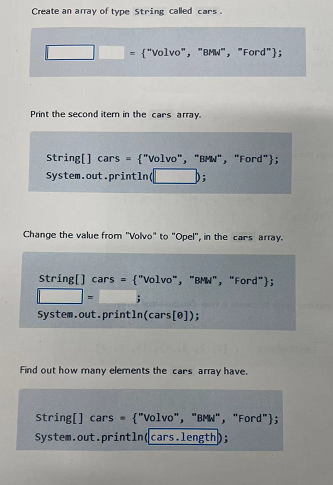 Create an array of type String called cars.
= {"Volvo", "BMW", "Ford"};
Print the second item in the cars array.
String[] cars = {"Volvo", "BMW", "Ford"};
System.out.println( );
Change the value from "Volvo" to "Opel", in the cars array.
String[] cars = {"Volvo", "BMW", "Ford"};
= ;
System.out.println(cars[0]);
Find out how many elements the cars array have.
String[] cars = {"Volvo", "BMW", "Ford"};
System.out.println(cars.length);